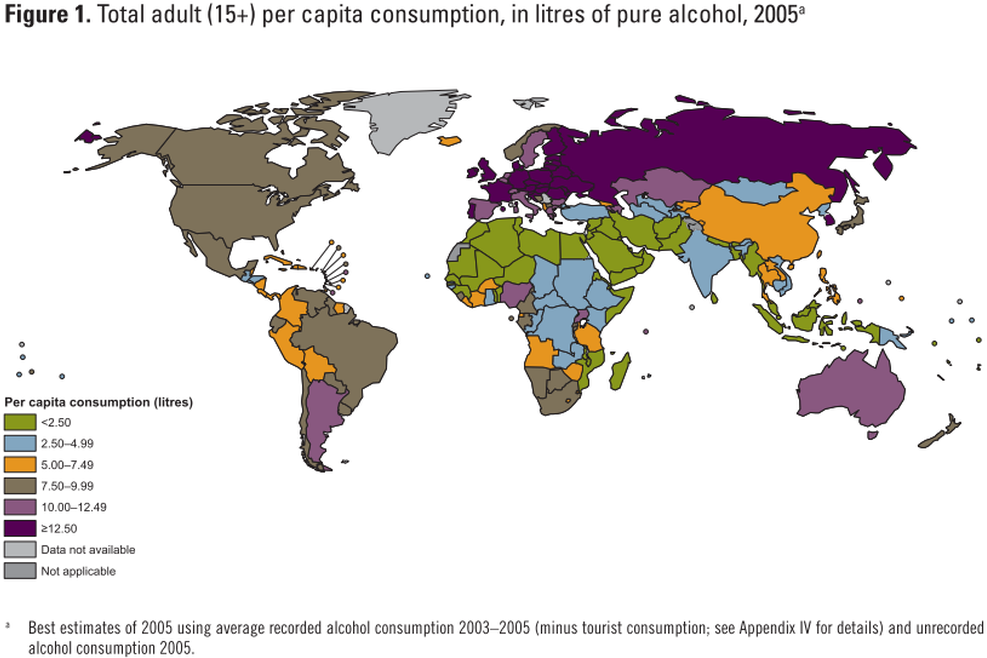 Figure 1. Total adult (15+) per capita consumption, in litres of pure alcohol, 2005ᵃ
Per capita consumption (litres)
<2.50
2.50–4.99
5.00–7.49
7.50–9.99
10.00–12.49
≥12.50
Data not available
Not applicable
ᵃ Best estimates of 2005 using average recorded alcohol consumption 2003–2005 (minus tourist consumption; see Appendix IV for details) and unrecorded
alcohol consumption 2005.